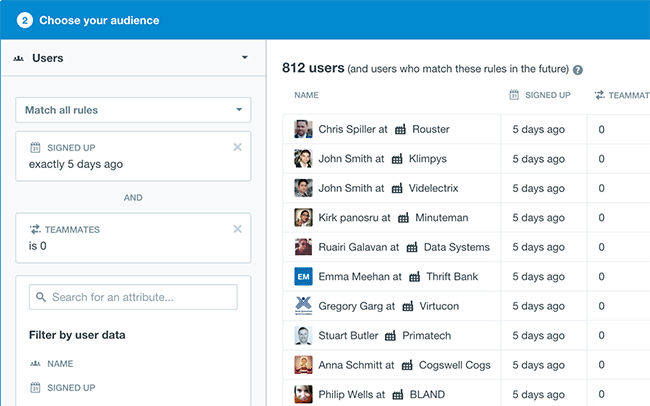 2 Choose your audience
Users
Match all rules
31 SIGNED UP
exactly 5 days ago
AND
TEAMMATES
is 0
Search for an attribute...
Filter by user data
NAME
31 SIGNED UP
812 users (and users who match these rules in the future) ?
NAME 31 SIGNED UP TEAMMAT
Chris Spiller at Rouster 5 days ago 0
John Smith at Klimpys 5 days ago 0
John Smith at Videlectrix 5 days ago 0
Kirk panosru at Minuteman 5 days ago 0
Ruairi Galavan at Data Systems 5 days ago 0
EM Emma Meehan at Thrift Bank 5 days ago 0
Gregory Garg at Virtucon 5 days ago 0
Stuart Butler Primatech 5 days ago 0
Anna Schmitt at Cogswell Cogs 5 days ago 0
Philip Wells at BLAND 5 days ago 0